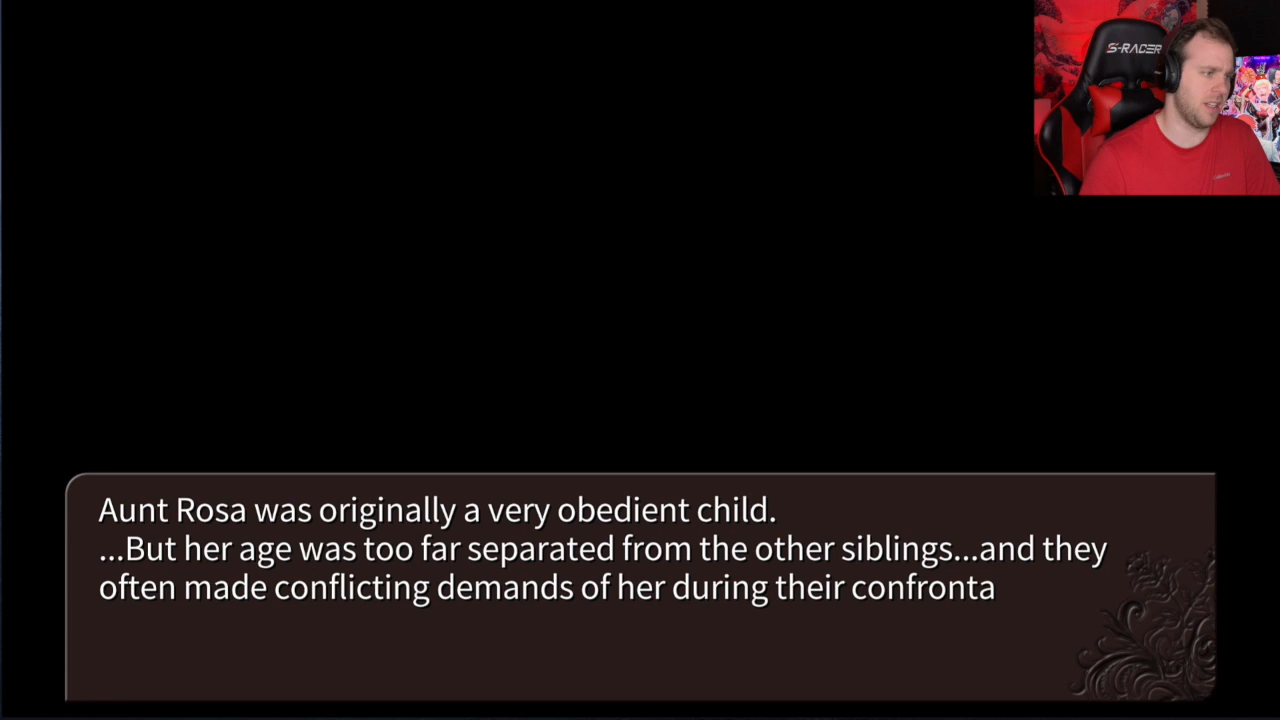 S-RACER
Aunt Rosa was originally a very obedient child.
...But her age was too far separated from the other siblings...and they
often made conflicting demands of her during their confronta